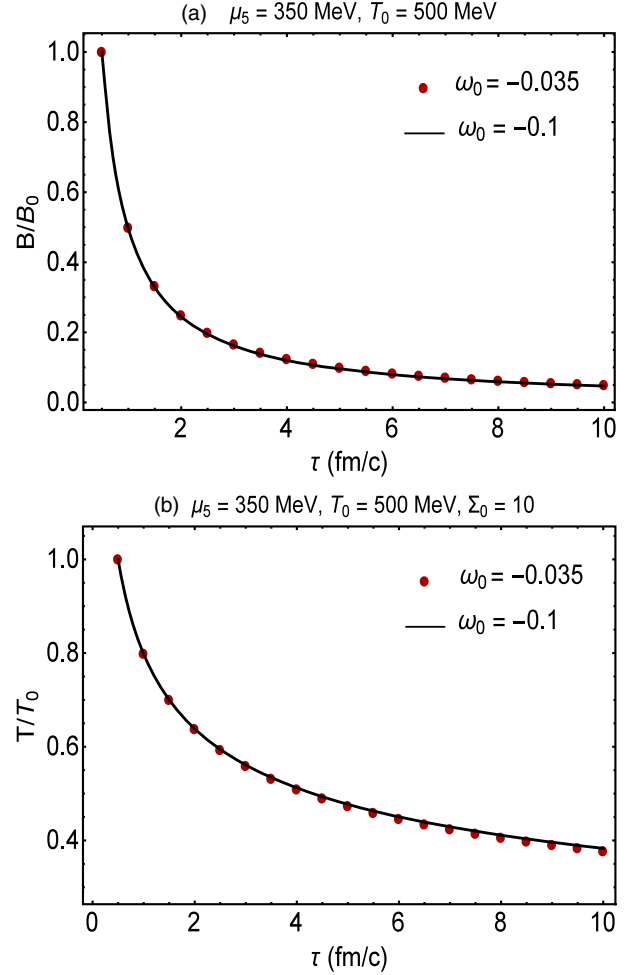 (a) μ₅ = 350 MeV, T₀ = 500 MeV
1.0
0.8
0.6
0.4
0.2
0.0
B/B₀
ω₀ = −0.035
ω₀ = −0.1
2 4 6 8 10
τ (fm/c)
(b) μ₅ = 350 MeV, T₀ = 500 MeV, Σ₀ = 10
1.0
0.8
0.6
0.4
T/T₀
ω₀ = −0.035
ω₀ = −0.1
0 2 4 6 8 10
τ (fm/c)